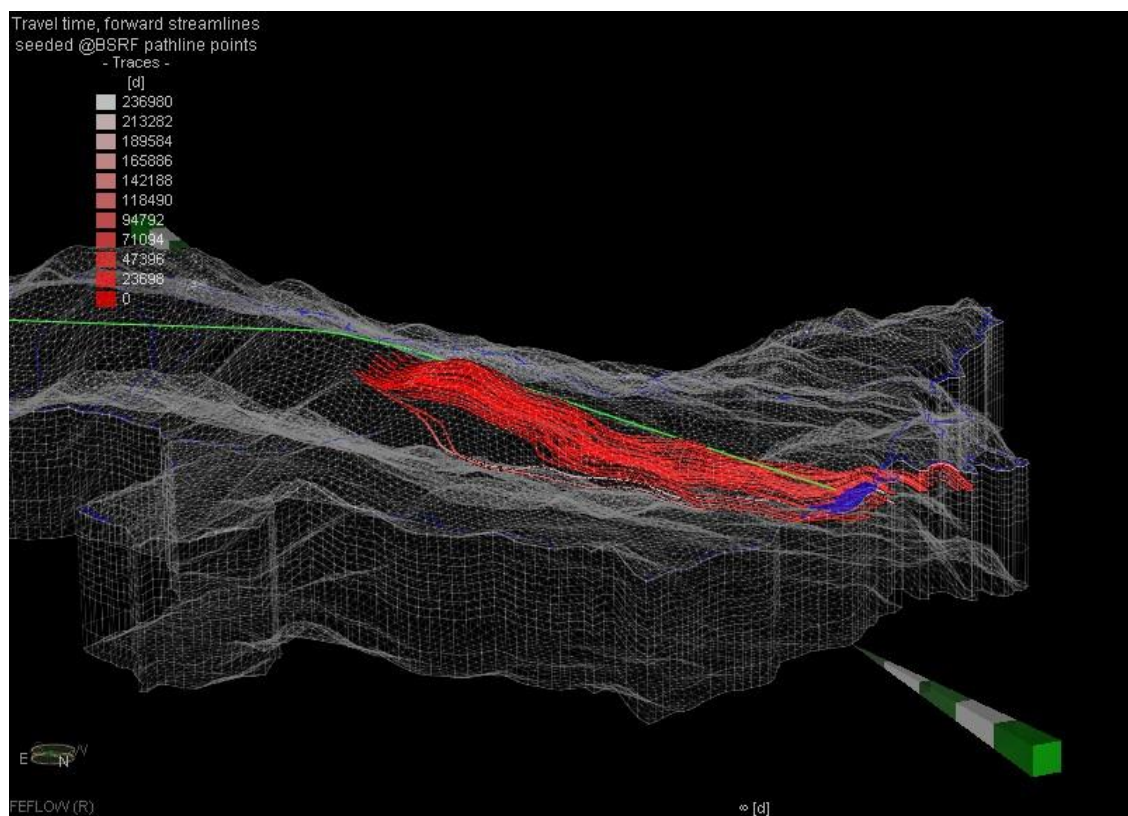 Travel time, forward streamlines
seeded @BSRF pathline points
- Traces -
[d]
236980
213282
189584
165886
142188
118490
94792
71094
47396
23698
0
E
N
FEFLOW (R)
∞ [d]